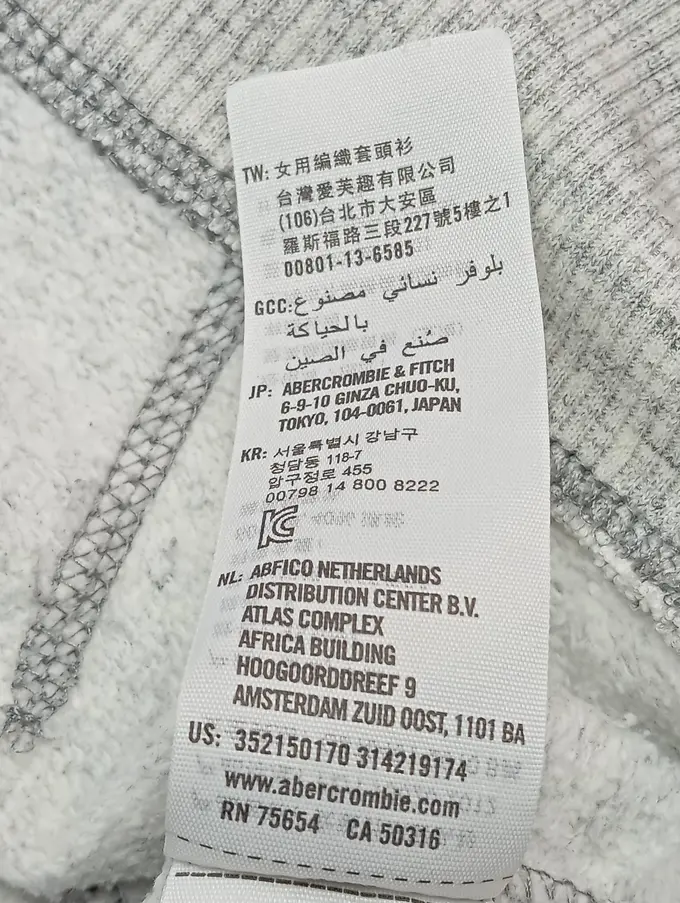 TW: 女用編織套頭衫
台灣愛芙趣有限公司
(106)台北市大安區
羅斯福路三段227號5樓之1
00801-13-6585
GCC: بلوفر نسائي مصنوع
بالحياكة
صُنع في الصين
JP: ABERCROMBIE & FITCH
6-9-10 GINZA CHUO-KU,
TOKYO, 104-0061, JAPAN
KR: 서울특별시 강남구
청담동 118-7
압구정로 455
00798 14 800 8222
KC
NL: ABFICO NETHERLANDS
DISTRIBUTION CENTER B.V.
ATLAS COMPLEX
AFRICA BUILDING
HOOGOORDDREEF 9
AMSTERDAM ZUID OOST, 1101 BA
US: 352150170 314219174
www.abercrombie.com
RN 75654 CA 50316